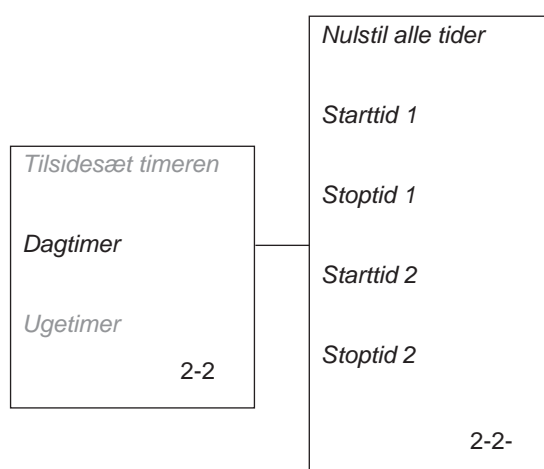 Tilsidesæt timeren
Dagtimer
Ugetimer
2-2
Nulstil alle tider
Starttid 1
Stoptid 1
Starttid 2
Stoptid 2
2-2-